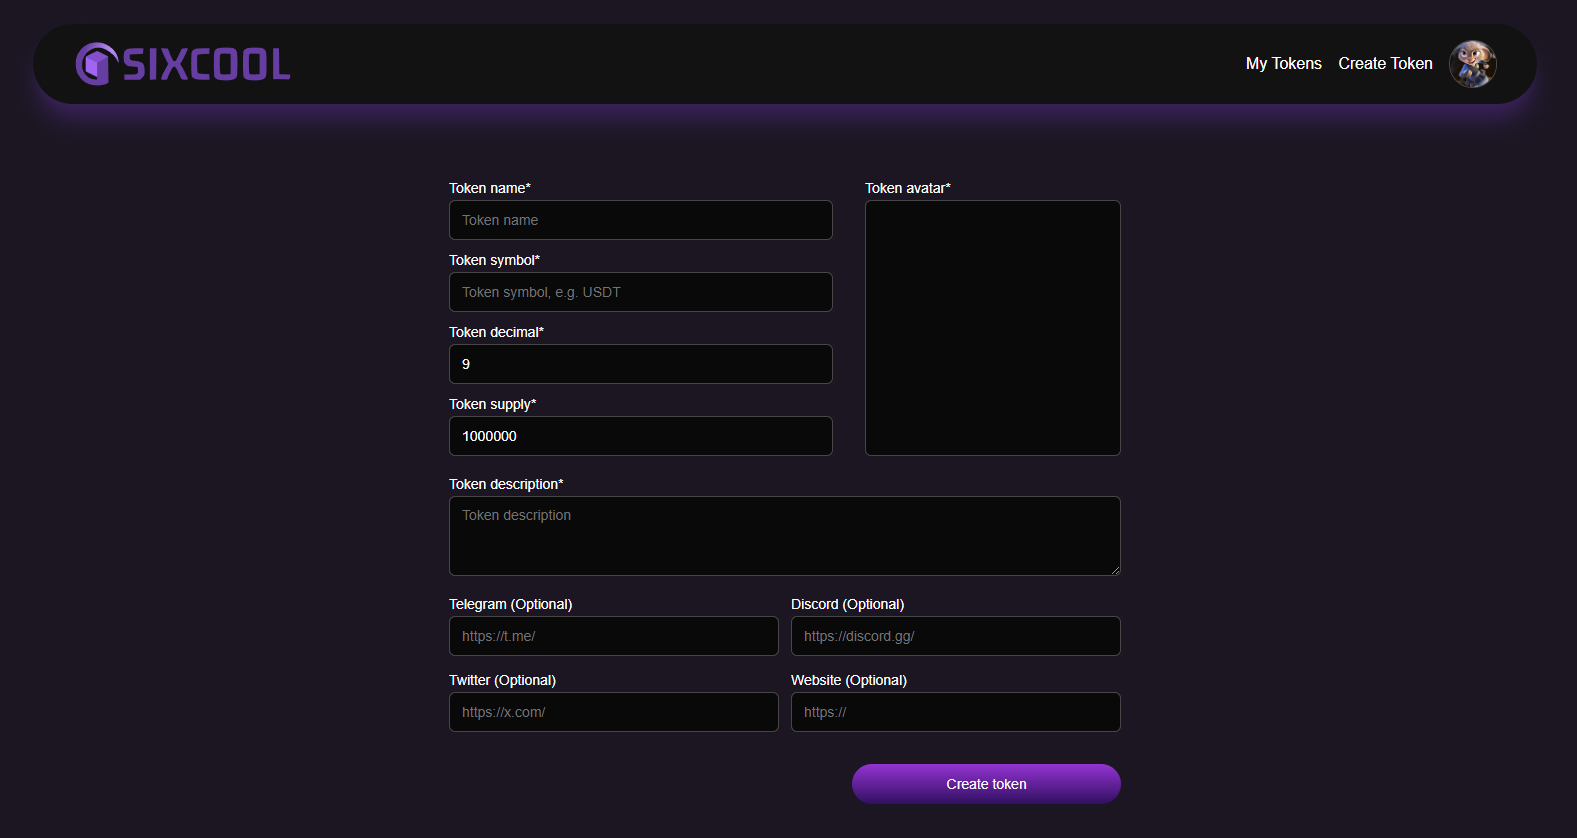 SIXCOOL
My Tokens Create Token
Token name*
Token name
Token symbol*
Token symbol, e.g. USDT
Token decimal*
9
Token supply*
1000000
Token avatar*
Token description*
Token description
Telegram (Optional)
https://t.me/
Discord (Optional)
https://discord.gg/
Twitter (Optional)
https://x.com/
Website (Optional)
https://
Create token